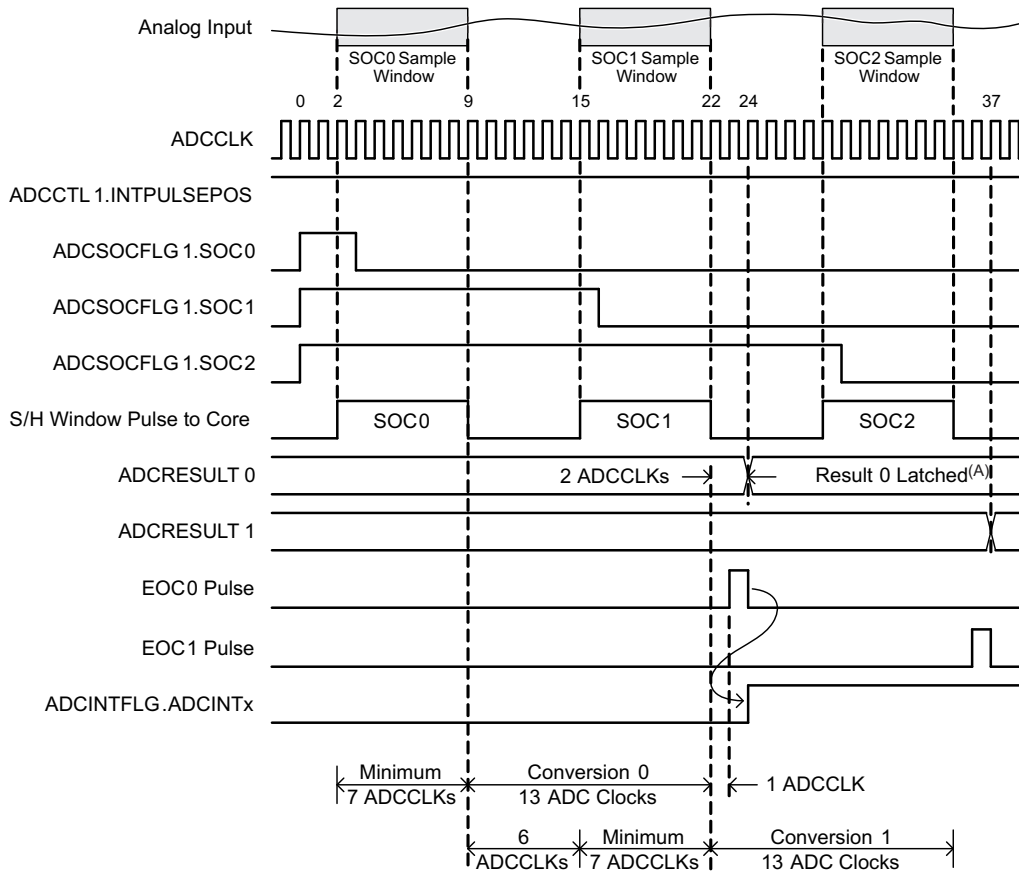 Analog Input
SOC0 Sample
Window
SOC1 Sample
Window
SOC2 Sample
Window
0 2 9 15 22 24 37
ADCCLK
ADCCTL 1.INTPULSEPOS
ADCSOCFLG 1.SOC0
ADCSOCFLG 1.SOC1
ADCSOCFLG 1.SOC2
S/H Window Pulse to Core
SOC0
SOC1
SOC2
ADCRESULT 0
2 ADCCLKs
Result 0 Latched(A)
ADCRESULT 1
EOC0 Pulse
EOC1 Pulse
ADCINTFLG.ADCINTx
Minimum
7 ADCCLKs
Conversion 0
13 ADC Clocks
1 ADCCLK
6
ADCCLKs
Minimum
7 ADCCLKs
Conversion 1
13 ADC Clocks